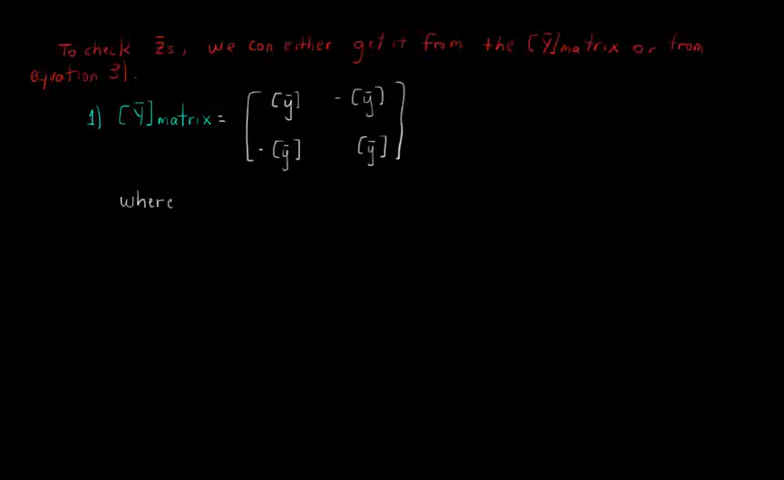 To check z̄s, we can either get it from the [Ȳ]matrix or from
equation 3).
1) [Ȳ]matrix = [ [ȳ] - [ȳ]
- [ȳ] [ȳ] ]
where